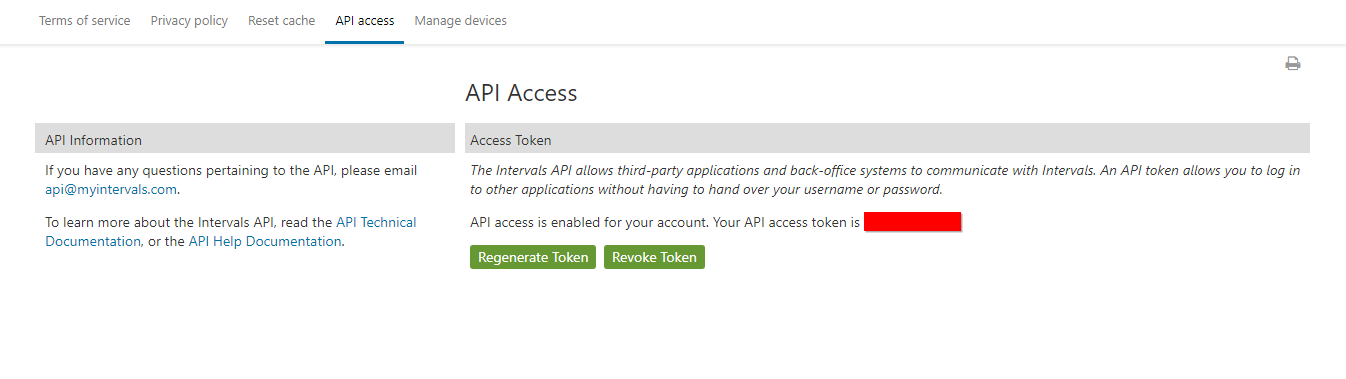 Terms of service Privacy policy Reset cache API access Manage devices
API Access
API Information
If you have any questions pertaining to the API, please email
api@myintervals.com.
To learn more about the Intervals API, read the API Technical
Documentation, or the API Help Documentation.
Access Token
The Intervals API allows third-party applications and back-office systems to communicate with Intervals. An API token allows you to log in
to other applications without having to hand over your username or password.
API access is enabled for your account. Your API access token is
Regenerate Token Revoke Token